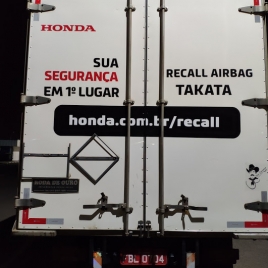 HONDA
SUA
SEGURANÇA
EM 1º LUGAR
RECALL AIRBAG
TAKATA
honda.com.br/recall